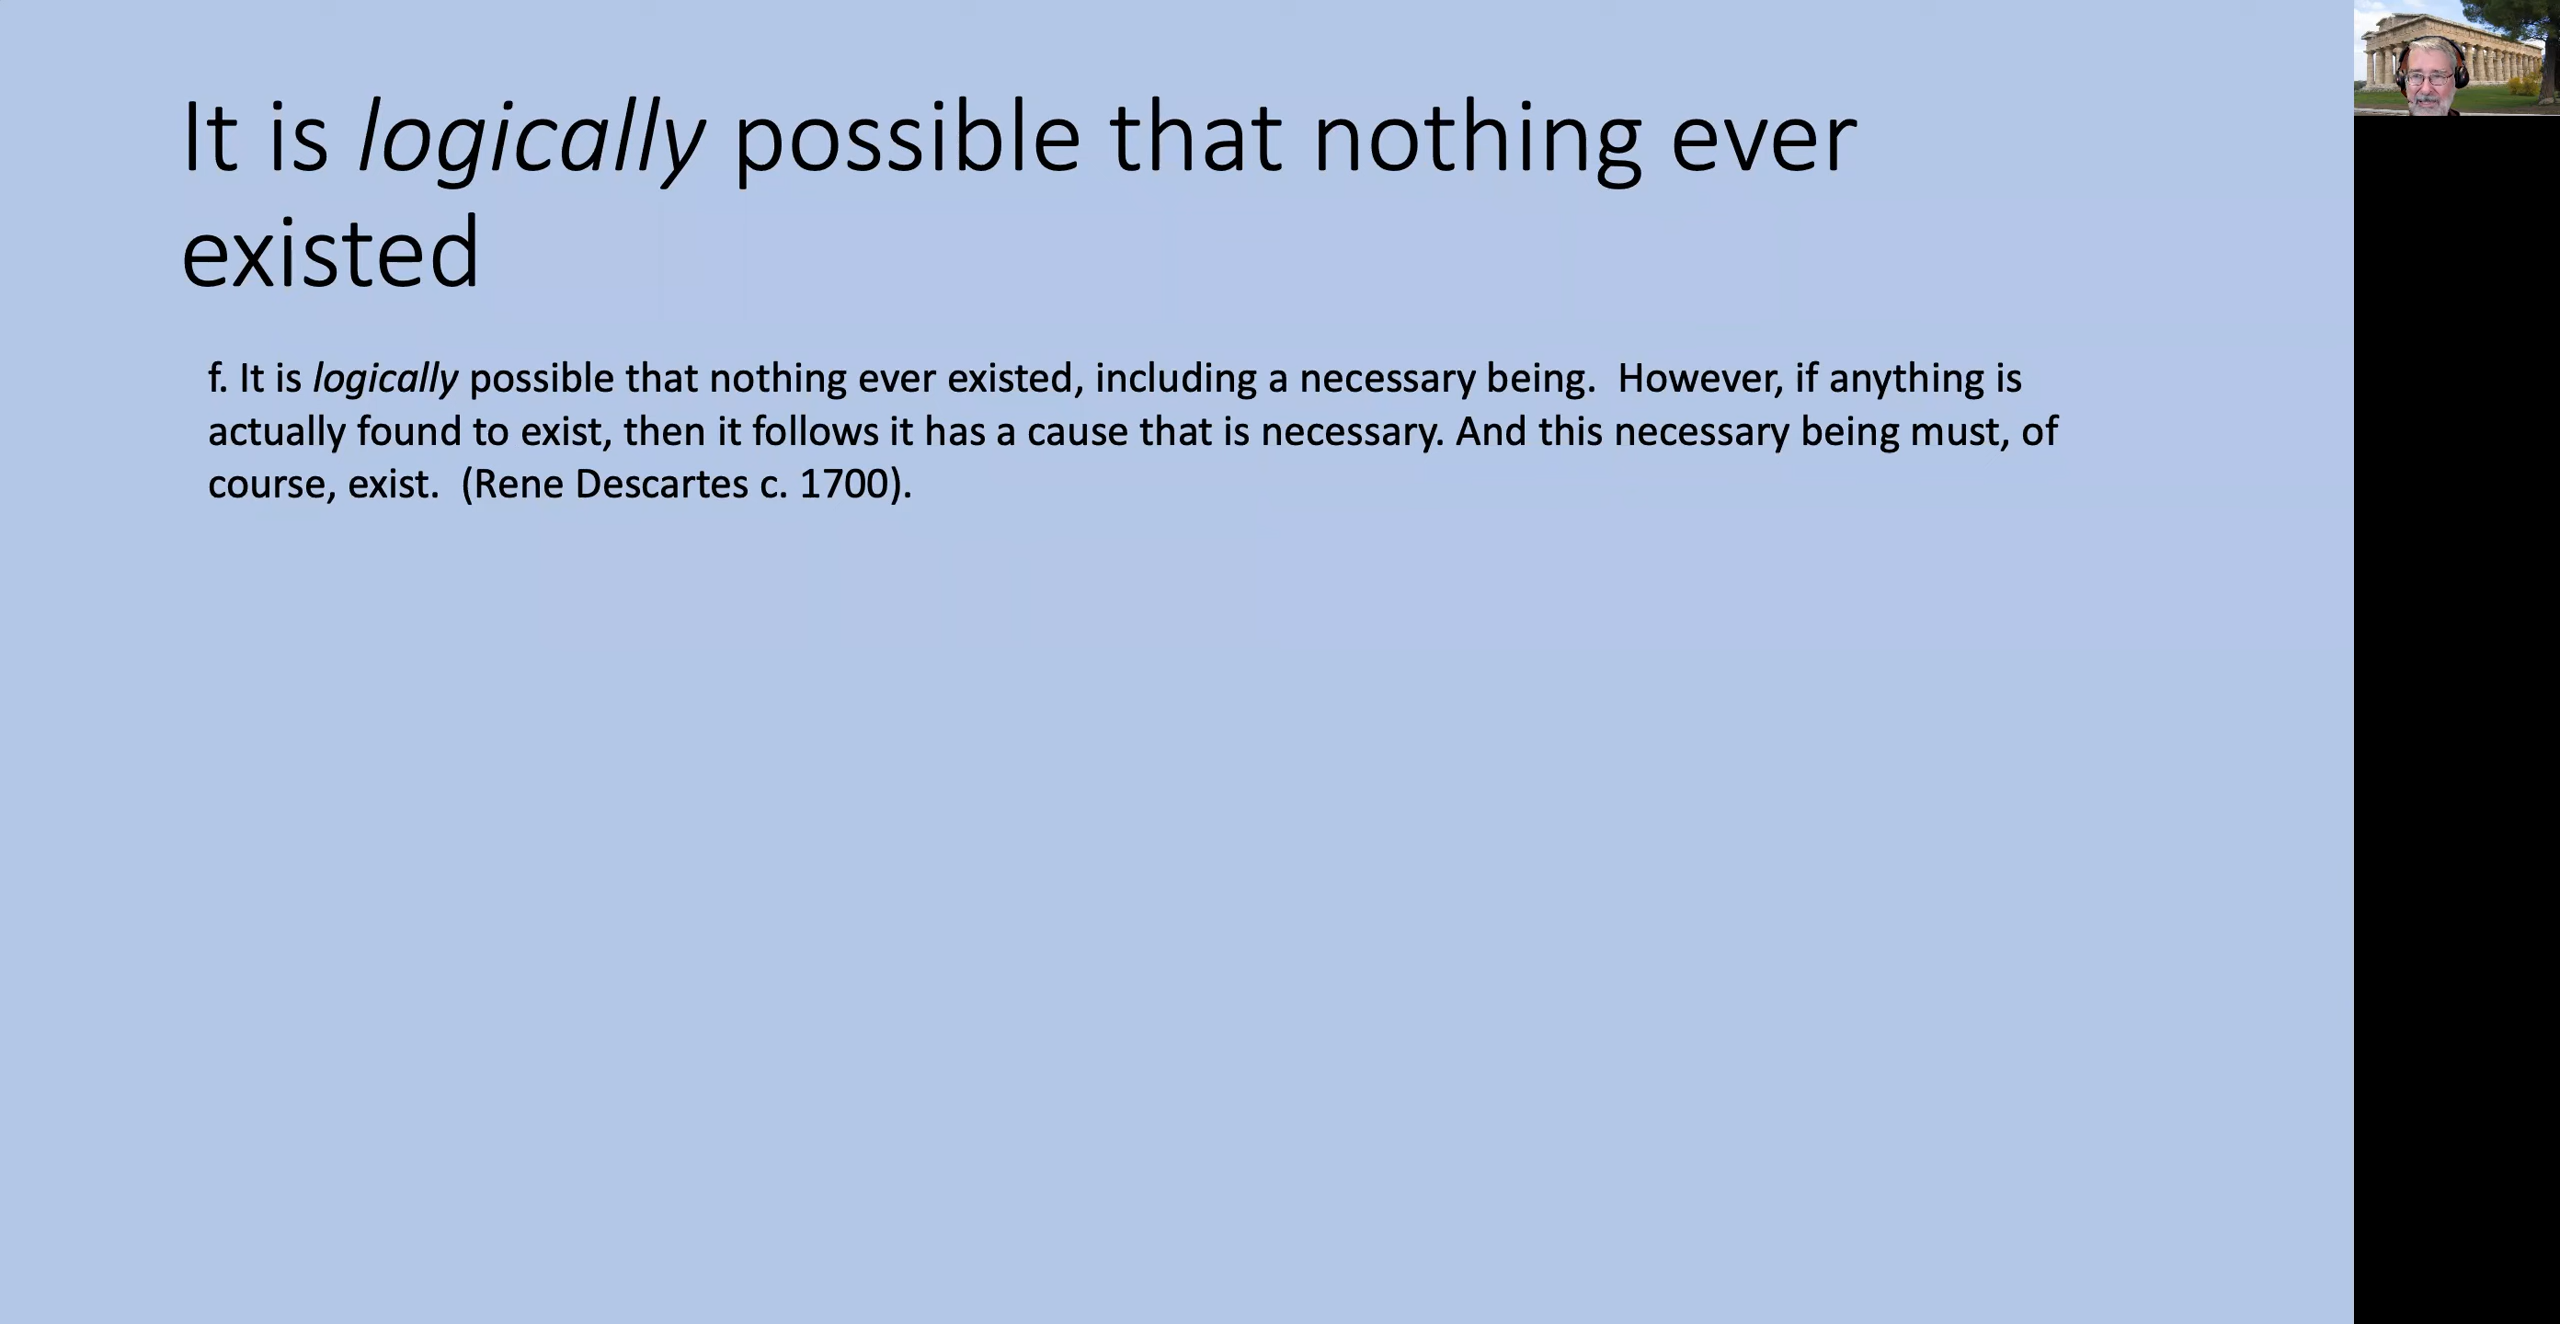 It is logically possible that nothing ever
existed
f. It is logically possible that nothing ever existed, including a necessary being.  However, if anything is
actually found to exist, then it follows it has a cause that is necessary. And this necessary being must, of
course, exist.  (Rene Descartes c. 1700).